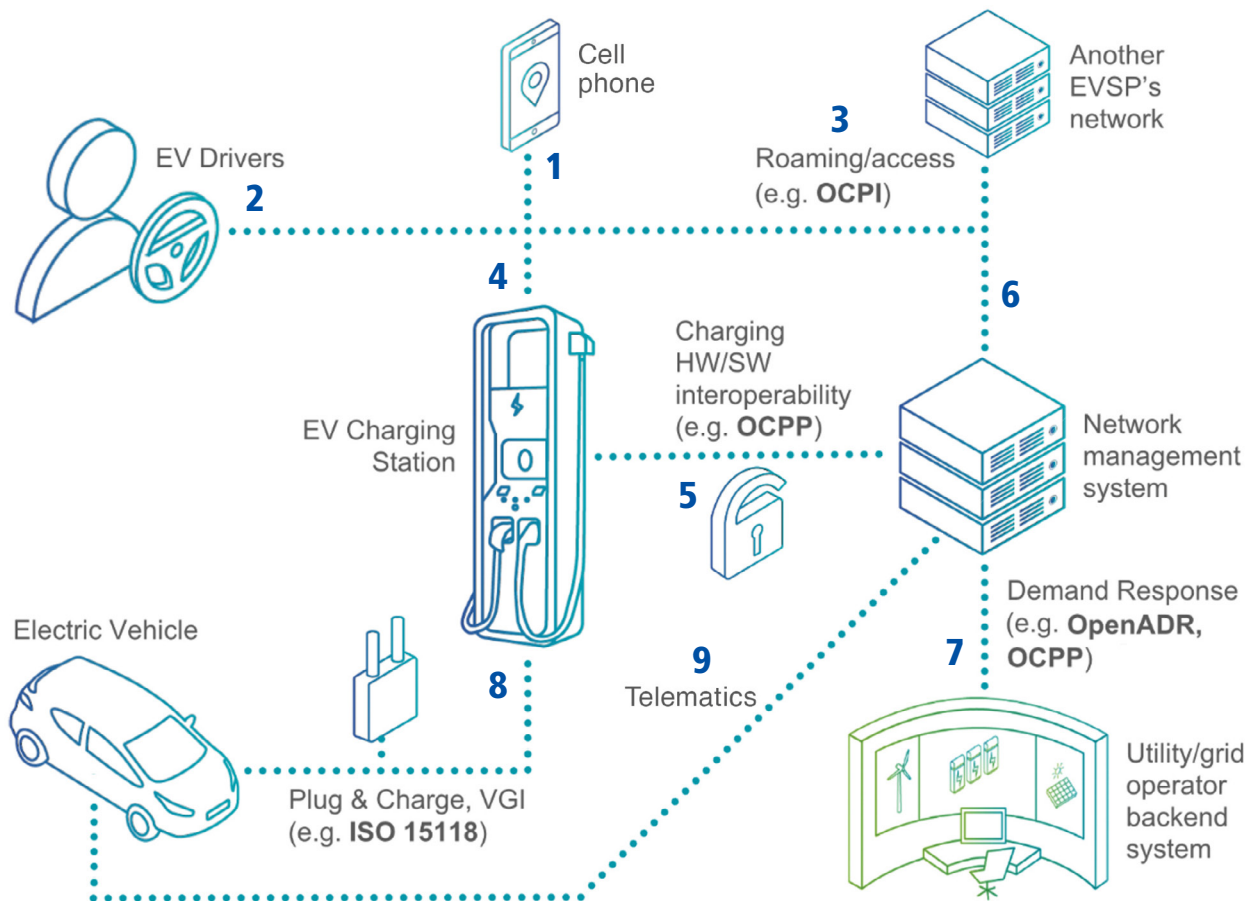 Cell
phone
1
Another
EVSP's
network
3
Roaming/access
(e.g. OCPI)
EV Drivers
2
4
6
Charging
HW/SW
interoperability
(e.g. OCPP)
EV Charging
Station
5
Network
management
system
Demand Response
(e.g. OpenADR,
OCPP)
7
Electric Vehicle
8
9
Telematics
Plug & Charge, VGI
(e.g. ISO 15118)
Utility/grid
operator
backend
system